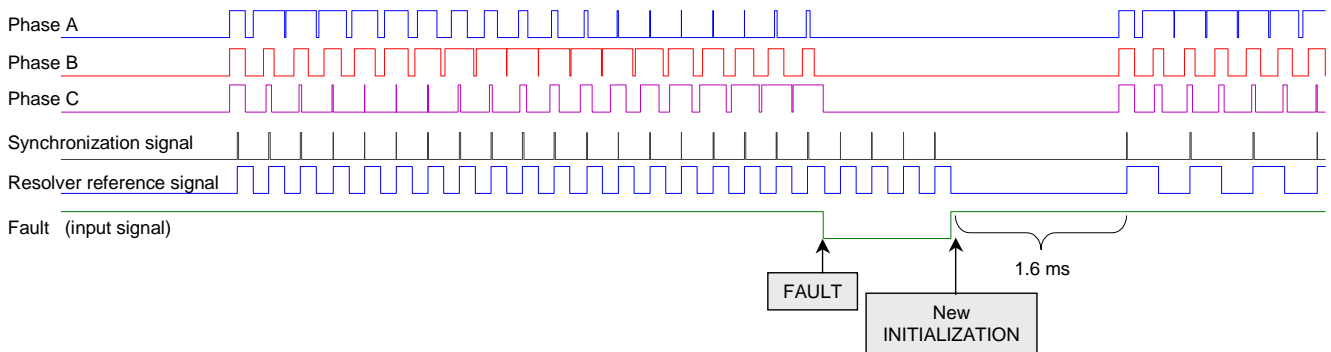 Phase A
Phase B
Phase C
Synchronization signal
Resolver reference signal
Fault (input signal)
1.6 ms
FAULT
New
INITIALIZATION